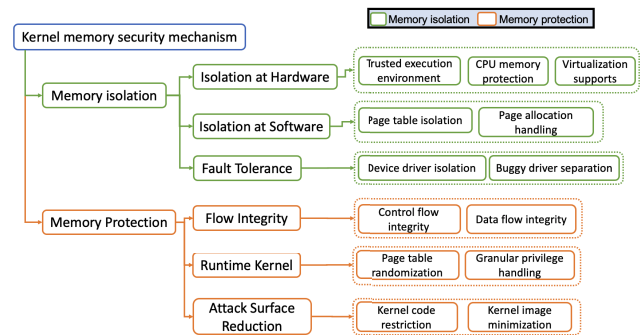 Memory isolation Memory protection
Kernel memory security mechanism
Memory isolation
Isolation at Hardware
Trusted execution
environment
CPU memory
protection
Virtualization
supports
Isolation at Software
Page table isolation
Page allocation
handling
Fault Tolerance
Device driver isolation
Buggy driver separation
Memory Protection
Flow Integrity
Control flow
integrity
Data flow integrity
Runtime Kernel
Page table
randomization
Granular privilege
handling
Attack Surface
Reduction
Kernel code
restriction
Kernel image
minimization